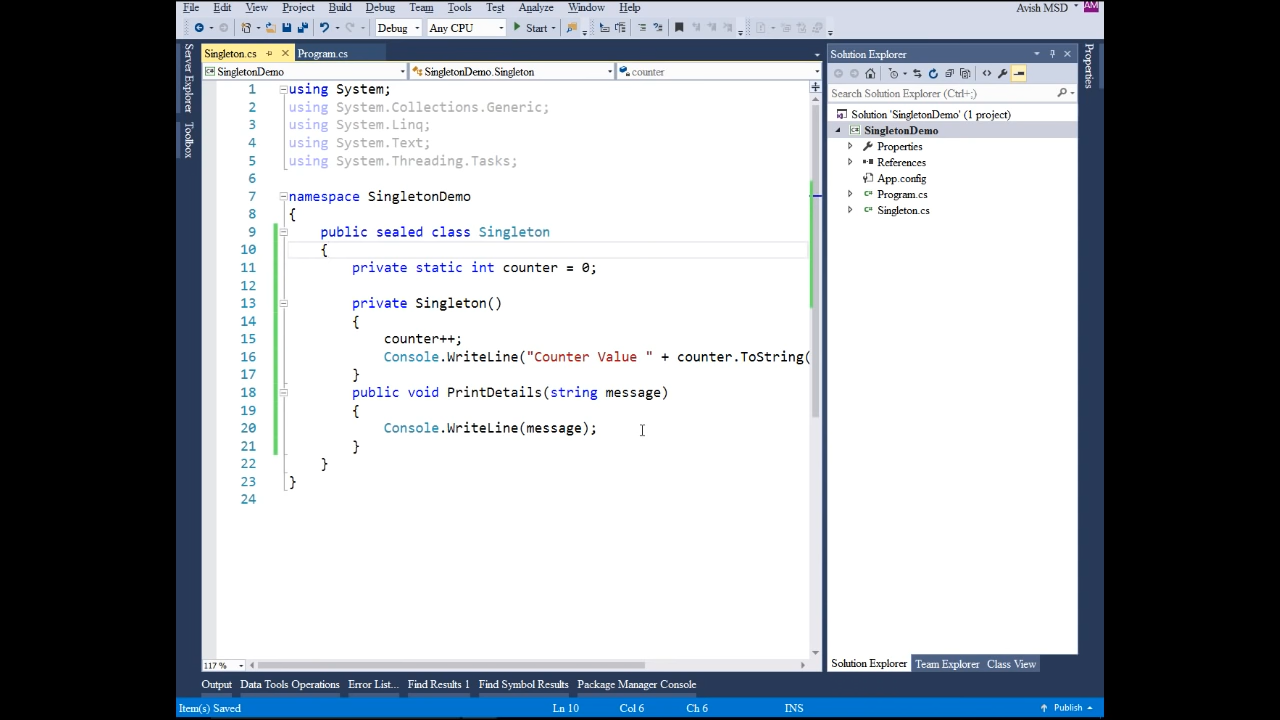 File Edit View Project Build Debug Team Tools Test Analyze Window Help Avish MSD AM
Debug Any CPU Start
Server Explorer
Toolbox
Singleton.cs Program.cs
SingletonDemo SingletonDemo.Singleton counter
1 using System;
2 using System.Collections.Generic;
3 using System.Linq;
4 using System.Text;
5 using System.Threading.Tasks;
6
7 namespace SingletonDemo
8 {
9 public sealed class Singleton
10 {
11 private static int counter = 0;
12
13 private Singleton()
14 {
15 counter++;
16 Console.WriteLine("Counter Value " + counter.ToString(
17 }
18 public void PrintDetails(string message)
19 {
20 Console.WriteLine(message);
21 }
22 }
23 }
24
117 %
Solution Explorer
Search Solution Explorer (Ctrl+;)
Solution 'SingletonDemo' (1 project)
SingletonDemo
Properties
References
App.config
Program.cs
Singleton.cs
Solution Explorer Team Explorer Class View
Properties
Output Data Tools Operations Error List... Find Results 1 Find Symbol Results Package Manager Console
Item(s) Saved Ln 10 Col 6 Ch 6 INS Publish